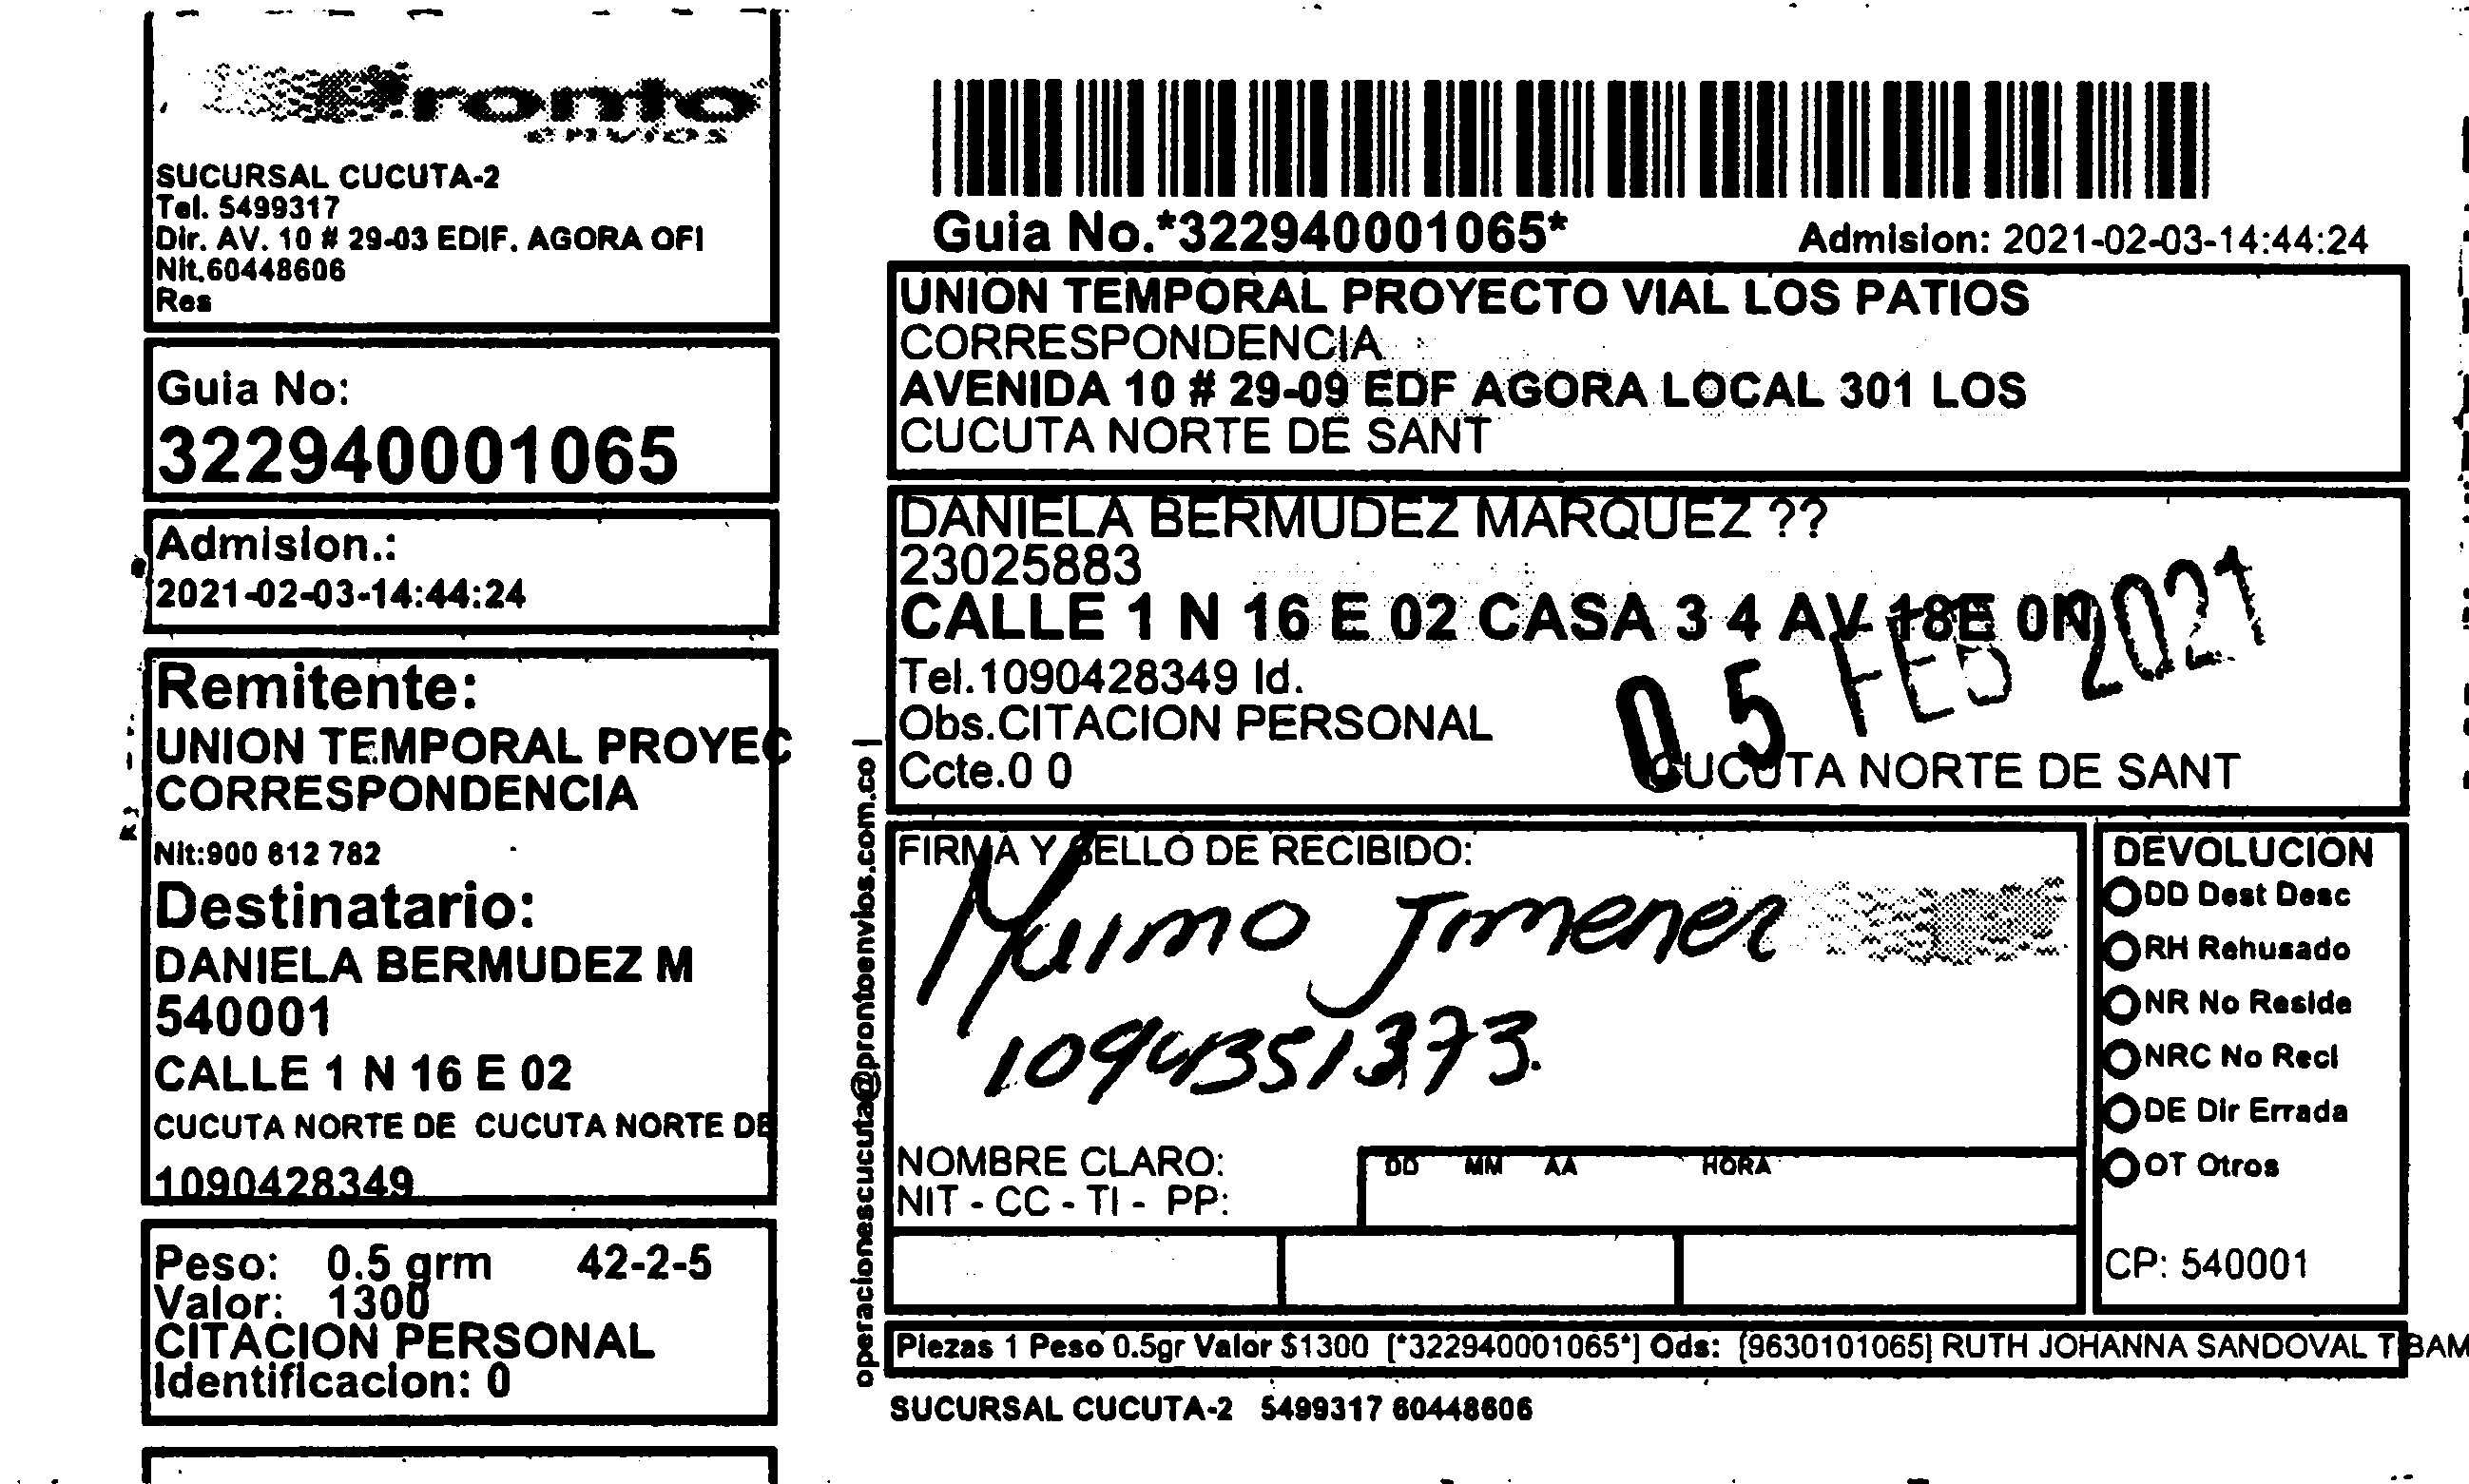 Pronto
envios
SUCURSAL CUCUTA-2
Tel. 5499317
Dir. AV. 10 # 29-03 EDIF. AGORA OFI
Nit.60448606
Res
Guia No:
322940001065
Admision.:
2021-02-03-14:44:24
Remitente:
UNION TEMPORAL PROYEC
CORRESPONDENCIA
Nit:900 812 782
Destinatario:
DANIELA BERMUDEZ M
540001
CALLE 1 N 16 E 02
CUCUTA NORTE DE CUCUTA NORTE DE
1090428349
Peso: 0.5 grm 42-2-5
Valor: 1300
CITACION PERSONAL
Identificacion: 0
Guia No.*322940001065* Admision: 2021-02-03-14:44:24
UNION TEMPORAL PROYECTO VIAL LOS PATIOS
CORRESPONDENCIA
AVENIDA 10 # 29-09 EDF AGORA LOCAL 301 LOS
CUCUTA NORTE DE SANT
DANIELA BERMUDEZ MARQUEZ ??
23025883
CALLE 1 N 16 E 02 CASA 3 4 AV 18E 0N
Tel.1090428349 Id.
Obs.CITACION PERSONAL
Ccte.0 0
05 FEB 2021
CUCUTA NORTE DE SANT
operacionescucuta@prontoenvios.com.co |
FIRMA Y SELLO DE RECIBIDO:
Jimenez
1094351373.
NOMBRE CLARO:
NIT - CC - TI - PP:
DD MM AA HORA
DEVOLUCION
DD Dest Desc
RH Rehusado
NR No Reside
NRC No Recl
DE Dir Errada
OT Otros
CP: 540001
Piezas 1 Peso 0.5gr Valor $1300 [*322940001065*] Ods: [9630101065] RUTH JOHANNA SANDOVAL TIBAM
SUCURSAL CUCUTA-2 5499317 60448606